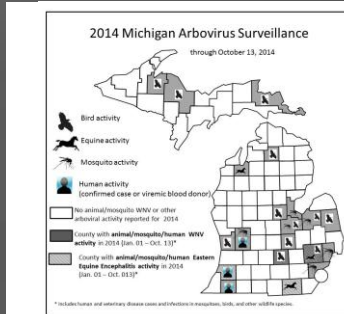 2014 Michigan Arbovirus Surveillance
through October 13, 2014
Bird activity
Equine activity
Mosquito activity
Human activity
(confirmed case or viremic blood donor)
No animal/mosquito WNV or other
arboviral activity reported for 2014
County with animal/mosquito/human WNV
activity in 2014 (Jan. 01 – Oct. 13)*
County with animal/mosquito/human Eastern
Equine Encephalitis activity in 2014
(Jan. 01 – Oct. 013)*
* Includes human and veterinary disease cases and infections in mosquitoes, birds, and other wildlife species.